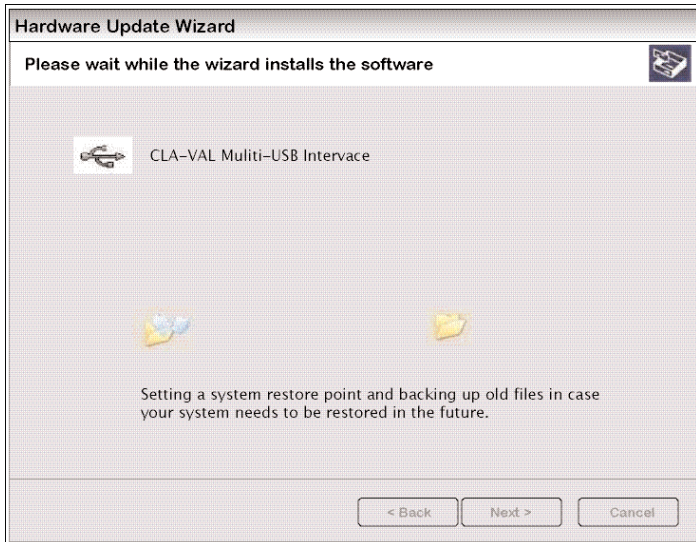 Hardware Update Wizard
Please wait while the wizard installs the software
CLA-VAL Muliti-USB Intervace
Setting a system restore point and backing up old files in case
your system needs to be restored in the future.
< Back Next > Cancel